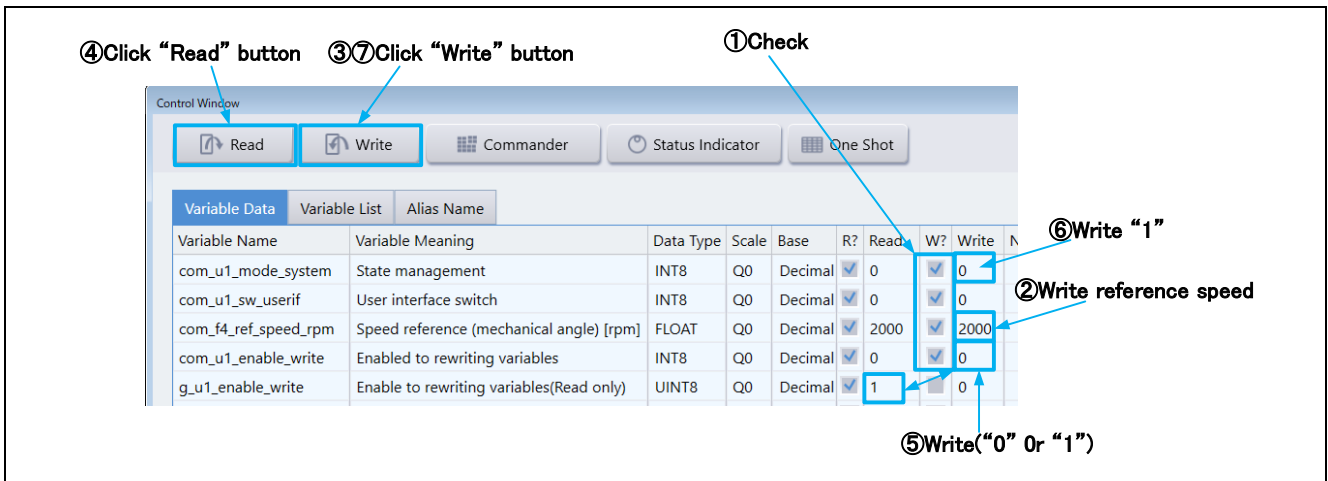 ④Click “Read” button ③⑦Click “Write” button ①Check
Control Window
Read Write Commander Status Indicator One Shot
Variable Data Variable List Alias Name
Variable Name Variable Meaning Data Type Scale Base R? Read W? Write N
⑥Write “1”
com_u1_mode_system State management INT8 Q0 Decimal 0 0
②Write reference speed
com_u1_sw_userif User interface switch INT8 Q0 Decimal 0 0
com_f4_ref_speed_rpm Speed reference (mechanical angle) [rpm] FLOAT Q0 Decimal 2000 2000
com_u1_enable_write Enabled to rewriting variables INT8 Q0 Decimal 0 0
g_u1_enable_write Enable to rewriting variables(Read only) UINT8 Q0 Decimal 1 0
⑤Write(“0” 0r “1”)